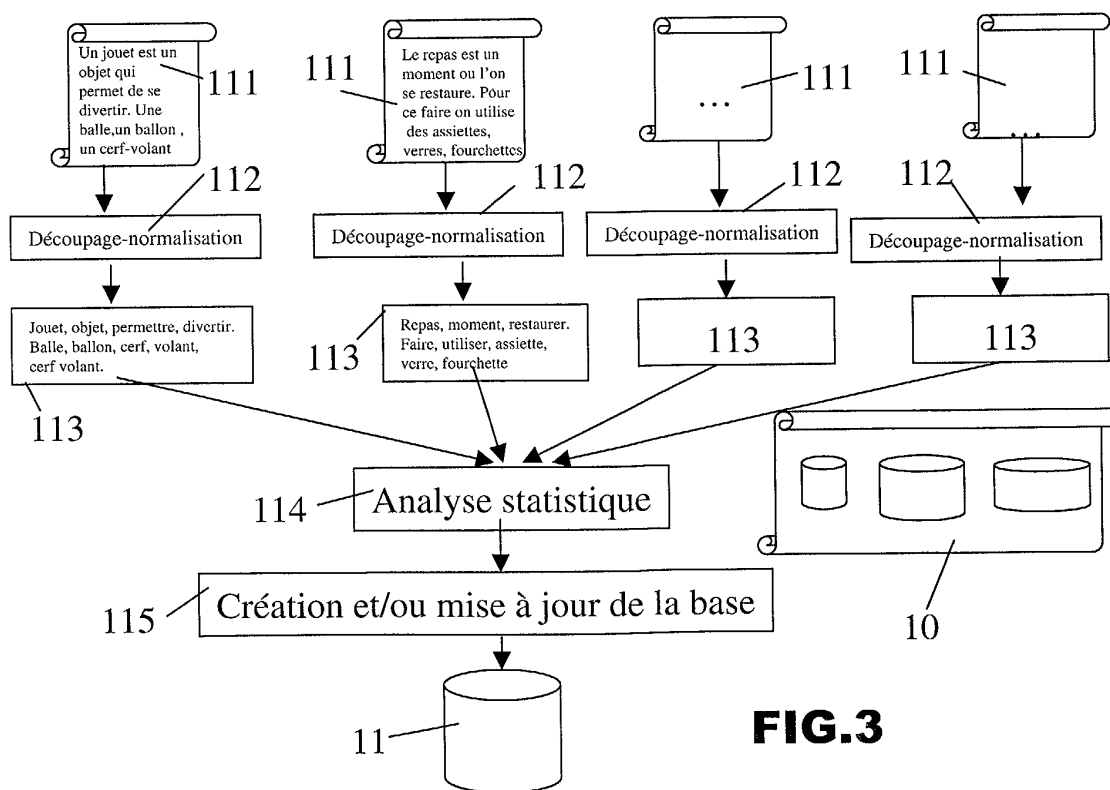 Un jouet est un
objet qui
permet de se
divertir. Une
balle,un ballon ,
un cerf-volant
111
Le repas est un
moment ou l'on
se restaure. Pour
ce faire on utilise
des assiettes,
verres, fourchettes
111
...
111
...
111
112
Découpage-normalisation
112
Découpage-normalisation
112
Découpage-normalisation
112
Découpage-normalisation
Jouet, objet, permettre, divertir.
Balle, ballon, cerf, volant,
cerf volant.
113
Repas, moment, restaurer.
Faire, utiliser, assiette,
verre, fourchette
113
113
113
114
Analyse statistique
115
Création et/ou mise à jour de la base
10
11
FIG.3